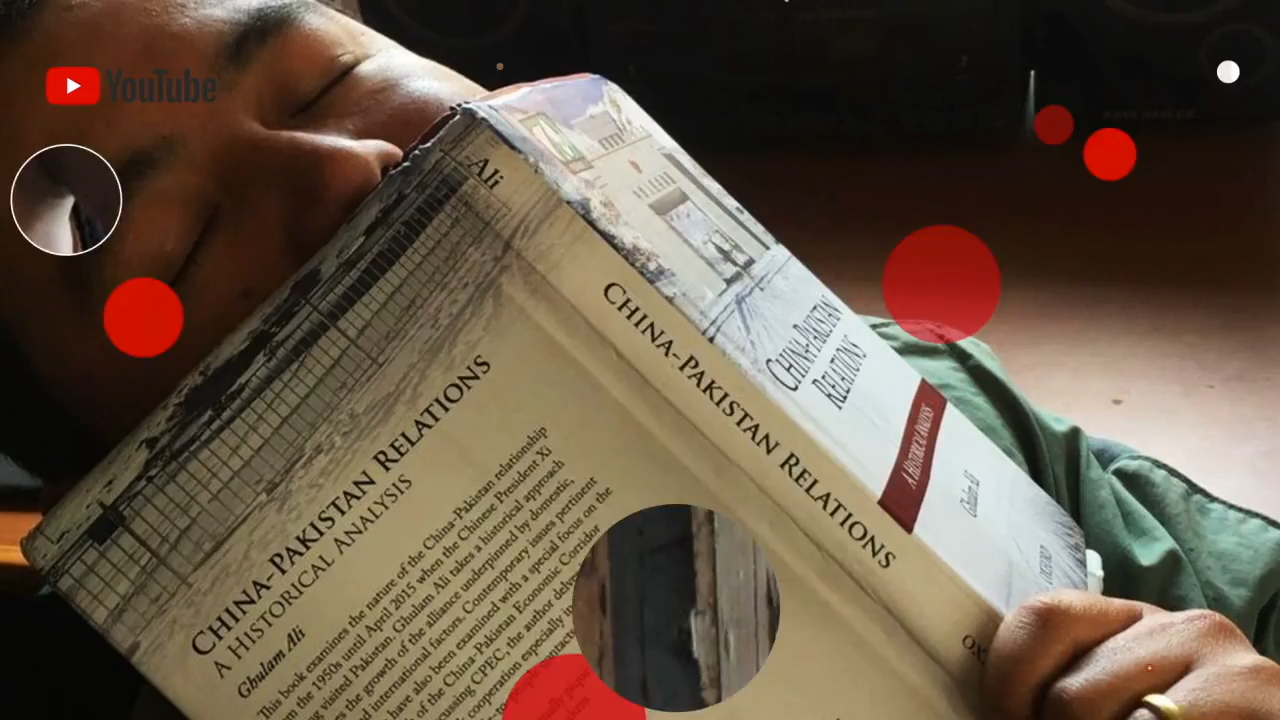 YouTube
Ali
CHINA-PAKISTAN
RELATIONS
A HISTORICAL ANALYSIS
Ghulam Ali
OXFORD
CHINA-PAKISTAN RELATIONS
CHINA-PAKISTAN RELATIONS
A HISTORICAL ANALYSIS
Ghulam Ali
This book examines the nature of the China-Pakistan relationship
the 1950s until April 2015 when the Chinese President Xi
visited Pakistan. Ghulam Ali takes a historical approach
the growth of the alliance underpinned by domestic,
international factors. Contemporary issues pertinent
have also been examined with a special focus on the
of the China-Pakistan Economic Corridor
CPEC, the author
cooperation especially in